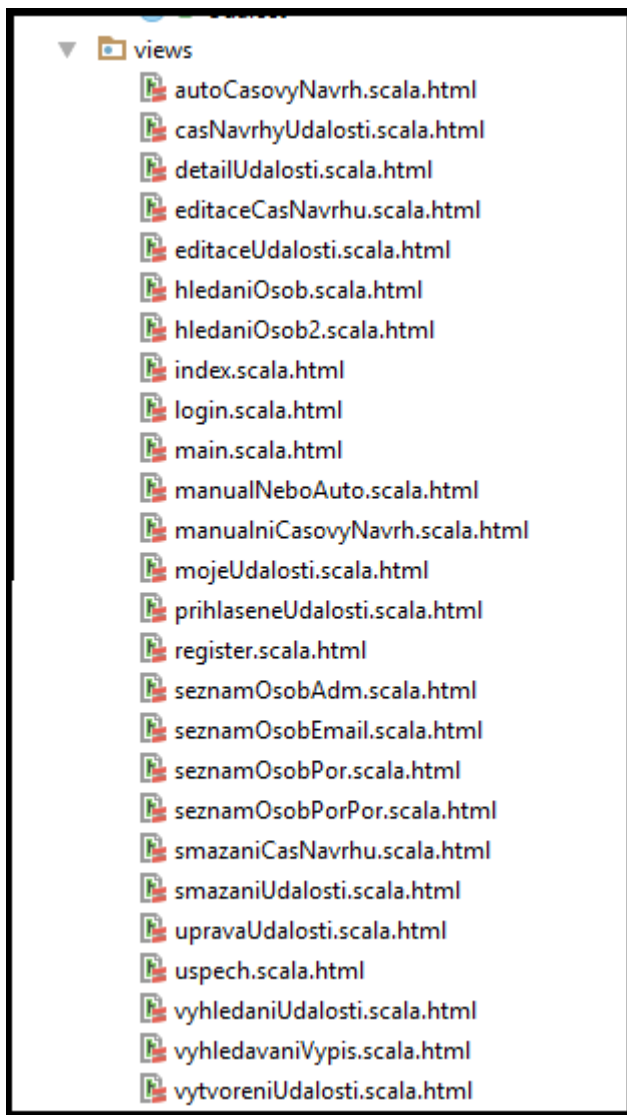 views
autoCasovyNavrh.scala.html
casNavrhyUdalosti.scala.html
detailUdalosti.scala.html
editaceCasNavrhu.scala.html
editaceUdalosti.scala.html
hledaniOsob.scala.html
hledaniOsob2.scala.html
index.scala.html
login.scala.html
main.scala.html
manualNeboAuto.scala.html
manualniCasovyNavrh.scala.html
mojeUdalosti.scala.html
prihlaseneUdalosti.scala.html
register.scala.html
seznamOsobAdm.scala.html
seznamOsobEmail.scala.html
seznamOsobPor.scala.html
seznamOsobPorPor.scala.html
smazaniCasNavrhu.scala.html
smazaniUdalosti.scala.html
upravaUdalosti.scala.html
uspech.scala.html
vyhledaniUdalosti.scala.html
vyhledavaniVypis.scala.html
vytvoreniUdalosti.scala.html